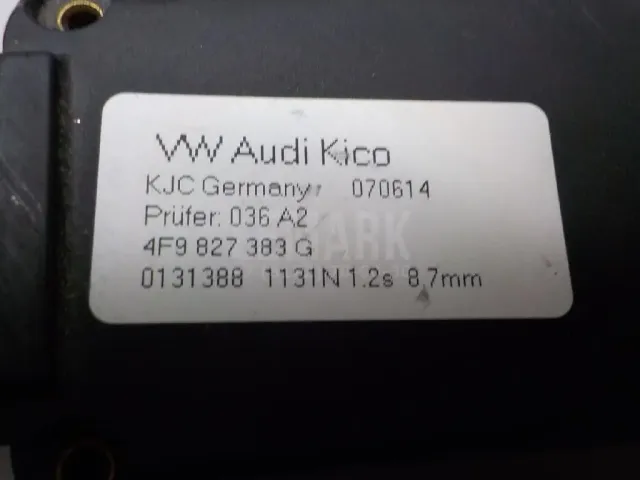 VW Audi Kico
KJC Germany, 070614
Prüfer: 036 A2
4F9 827 383 G
0131388 1131N 1.2s 8,7mm